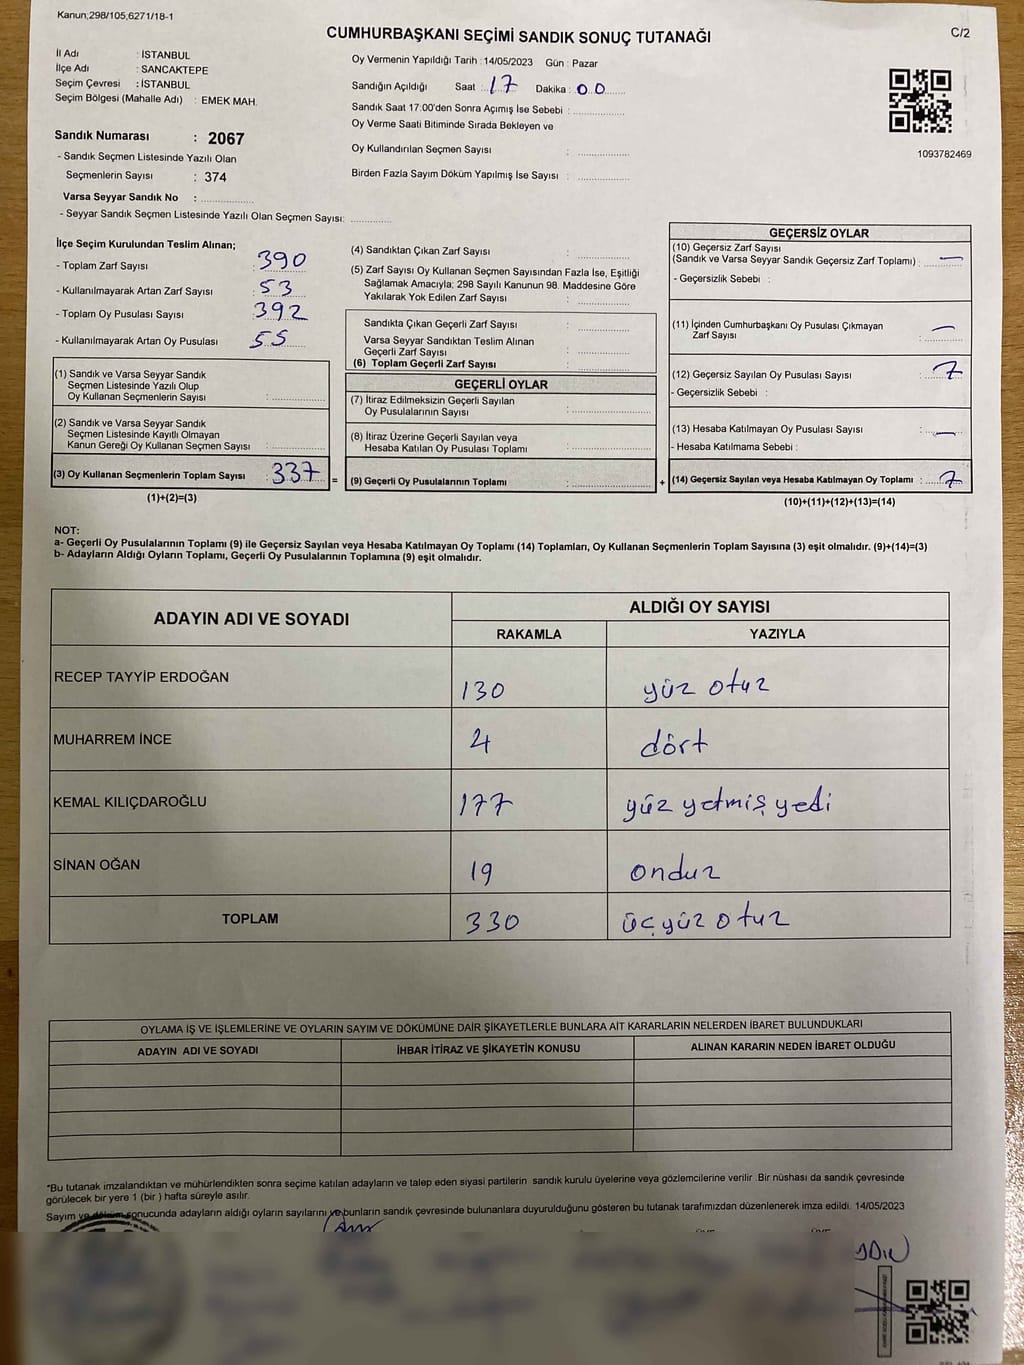 Kanun;298/105,6271/18-1
CUMHURBAŞKANI SEÇİMİ SANDIK SONUÇ TUTANAĞI
C/2
İl Adı : İSTANBUL
İlçe Adı : SANCAKTEPE
Seçim Çevresi : İSTANBUL
Seçim Bölgesi (Mahalle Adı) : EMEK MAH.
Sandık Numarası : 2067
- Sandık Seçmen Listesinde Yazılı Olan
Seçmenlerin Sayısı : 374
Varsa Seyyar Sandık No :
- Seyyar Sandık Seçmen Listesinde Yazılı Olan Seçmen Sayısı:
Oy Vermenin Yapıldığı Tarih : 14/05/2023 Gün : Pazar
Sandığın Açıldığı Saat : 17 Dakika : 00
Sandık Saat 17:00'den Sonra Açımış İse Sebebi :
Oy Verme Saati Bitiminde Sırada Bekleyen ve
Oy Kullandırılan Seçmen Sayısı :
Birden Fazla Sayım Döküm Yapılmış İse Sayısı :
1093782469
İlçe Seçim Kurulundan Teslim Alınan;
- Toplam Zarf Sayısı : 390
- Kullanılmayarak Artan Zarf Sayısı : 53
- Toplam Oy Pusulası Sayısı : 392
- Kullanılmayarak Artan Oy Pusulası : 55
(1) Sandık ve Varsa Seyyar Sandık
Seçmen Listesinde Yazılı Olup
Oy Kullanan Seçmenlerin Sayısı :
(2) Sandık ve Varsa Seyyar Sandık
Seçmen Listesinde Kayıtlı Olmayan
Kanun Gereği Oy Kullanan Seçmen Sayısı :
(3) Oy Kullanan Seçmenlerin Toplam Sayısı : 337
(1)+(2)=(3)
=
(4) Sandıktan Çıkan Zarf Sayısı :
(5) Zarf Sayısı Oy Kullanan Seçmen Sayısından Fazla İse, Eşitliği
Sağlamak Amacıyla; 298 Sayılı Kanunun 98. Maddesine Göre
Yakılarak Yok Edilen Zarf Sayısı :
Sandıkta Çıkan Geçerli Zarf Sayısı :
Varsa Seyyar Sandıktan Teslim Alınan
Geçerli Zarf Sayısı :
(6) Toplam Geçerli Zarf Sayısı :
GEÇERLİ OYLAR
(7) İtiraz Edilmeksizin Geçerli Sayılan
Oy Pusulalarının Sayısı :
(8) İtiraz Üzerine Geçerli Sayılan veya
Hesaba Katılan Oy Pusulası Toplamı :
(9) Geçerli Oy Pusulalarının Toplamı :
+
GEÇERSİZ OYLAR
(10) Geçersiz Zarf Sayısı
(Sandık ve Varsa Seyyar Sandık Geçersiz Zarf Toplamı) : —
- Geçersizlik Sebebi :
(11) İçinden Cumhurbaşkanı Oy Pusulası Çıkmayan
Zarf Sayısı : —
(12) Geçersiz Sayılan Oy Pusulası Sayısı : 7
- Geçersizlik Sebebi :
(13) Hesaba Katılmayan Oy Pusulası Sayısı : —
- Hesaba Katılmama Sebebi :
(14) Geçersiz Sayılan veya Hesaba Katılmayan Oy Toplamı : 7
(10)+(11)+(12)+(13)=(14)
NOT:
a- Geçerli Oy Pusulalarının Toplamı (9) ile Geçersiz Sayılan veya Hesaba Katılmayan Oy Toplamı (14) Toplamları, Oy Kullanan Seçmenlerin Toplam Sayısına (3) eşit olmalıdır. (9)+(14)=(3)
b- Adayların Aldığı Oyların Toplamı, Geçerli Oy Pusulalarının Toplamına (9) eşit olmalıdır.
ADAYIN ADI VE SOYADI
ALDIĞI OY SAYISI
RAKAMLA YAZIYLA
RECEP TAYYİP ERDOĞAN 130 yüz otuz
MUHARREM İNCE 4 dört
KEMAL KILIÇDAROĞLU 177 yüz yetmiş yedi
SİNAN OĞAN 19 onduz
TOPLAM 330 üçyüz otuz
OYLAMA İŞ VE İŞLEMLERİNE VE OYLARIN SAYIM VE DÖKÜMÜNE DAİR ŞİKAYETLERLE BUNLARA AİT KARARLARIN NELERDEN İBARET BULUNDUKLARI
ADAYIN ADI VE SOYADI İHBAR İTİRAZ VE ŞİKAYETİN KONUSU ALINAN KARARIN NEDEN İBARET OLDUĞU
*Bu tutanak imzalandıktan ve mühürlendikten sonra seçime katılan adayların ve talep eden siyasi partilerin sandık kurulu üyelerine veya gözlemcilerine verilir. Bir nüshası da sandık çevresinde
görülecek bir yere 1 (bir ) hafta süreyle asılır.
Sayım ve döküm sonucunda adayların aldığı oyların sayılarını ve bunların sandık çevresinde bulunanlara duyurulduğunu gösteren bu tutanak tarafımızdan düzenlenerek imza edildi. 14/05/2023